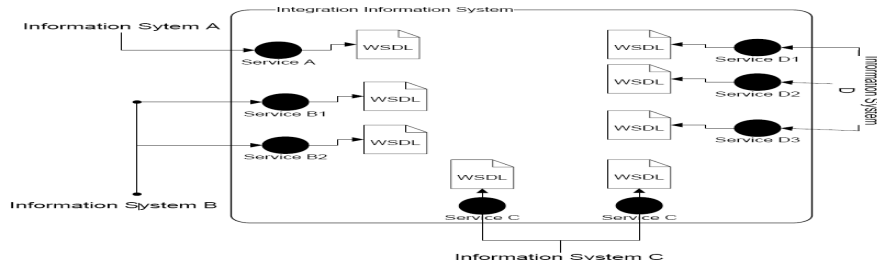 Integration Information System
Information Sytem A
WSDL
Service A
WSDL
Service B1
WSDL
Service B2
Information System B
WSDL
Service D1
WSDL
Service D2
WSDL
Service D3
Information System
D
WSDL
Service C
WSDL
Service C
Information System C